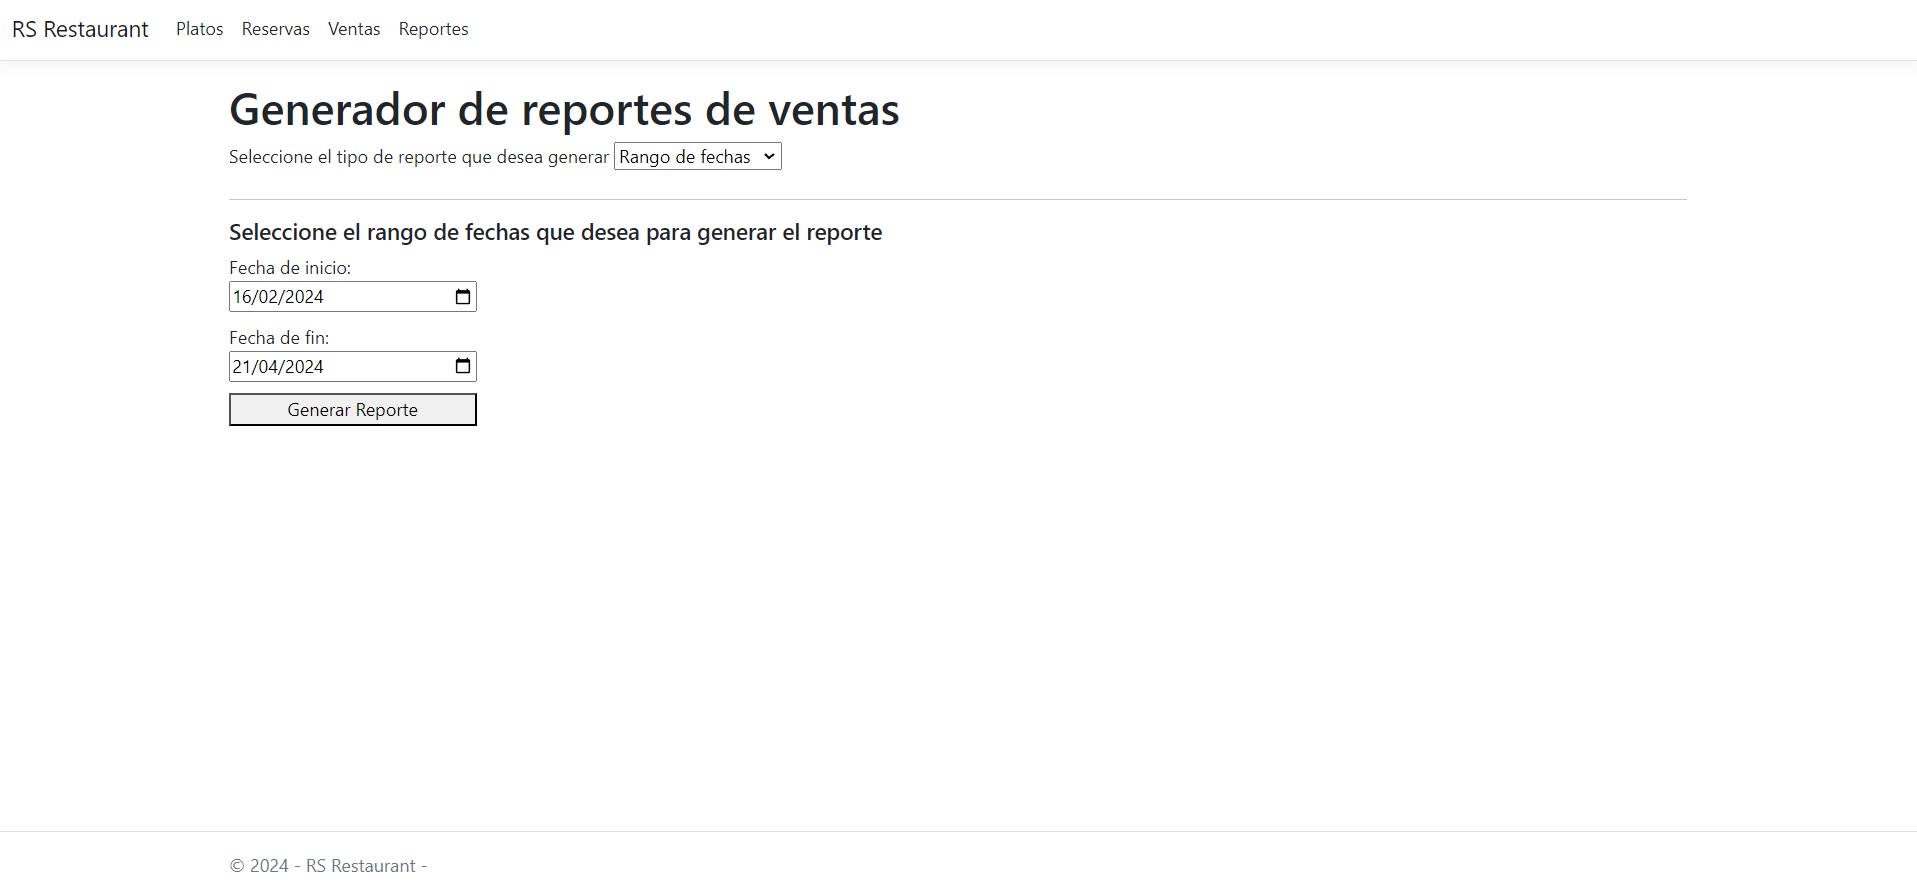 RS Restaurant Platos Reservas Ventas Reportes
Generador de reportes de ventas
Seleccione el tipo de reporte que desea generar Rango de fechas
Seleccione el rango de fechas que desea para generar el reporte
Fecha de inicio:
16/02/2024
Fecha de fin:
21/04/2024
Generar Reporte
© 2024 - RS Restaurant -